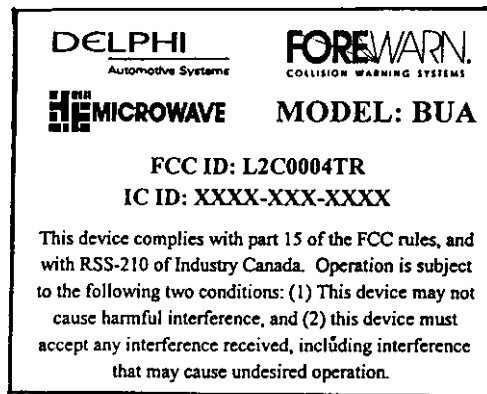 DELPHI
Automotive Systems
FOREWARN.
COLLISION WARNING SYSTEMS
HE MICROWAVE
MODEL: BUA
FCC ID: L2C0004TR
IC ID: XXXX-XXX-XXXX
This device complies with part 15 of the FCC rules, and
with RSS-210 of Industry Canada. Operation is subject
to the following two conditions: (1) This device may not
cause harmful interference, and (2) this device must
accept any interference received, including interference
that may cause undesired operation.